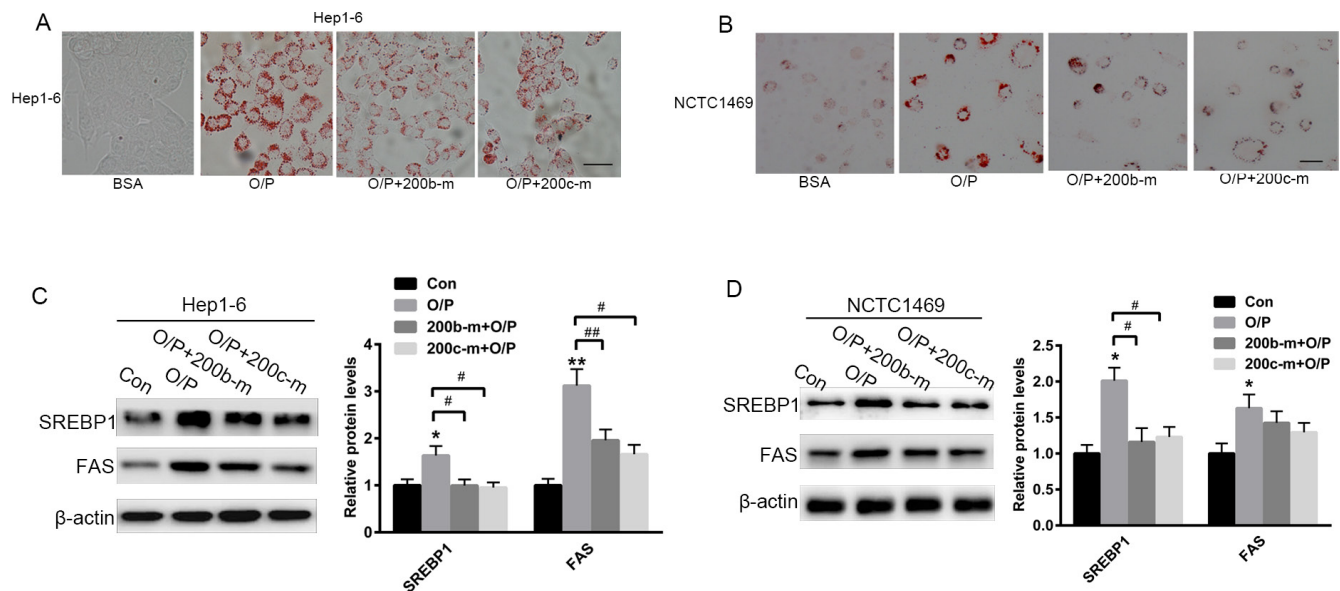 A
Hep1-6
Hep1-6
BSA
O/P
O/P+200b-m
O/P+200c-m
B
NCTC1469
BSA
O/P
O/P+200b-m
O/P+200c-m
C
Hep1-6
Con
O/P
O/P+200b-m
O/P+200c-m
SREBP1
FAS
β-actin
Con
O/P
200b-m+O/P
200c-m+O/P
Relative protein levels
4
3
2
1
0
*
#
#
**
##
#
SREBP1
FAS
D
NCTC1469
Con
O/P
O/P+200b-m
O/P+200c-m
SREBP1
FAS
β-actin
Con
O/P
200b-m+O/P
200c-m+O/P
Relative protein levels
2.5
2.0
1.5
1.0
0.5
0.0
*
#
#
*
SREBP1
FAS